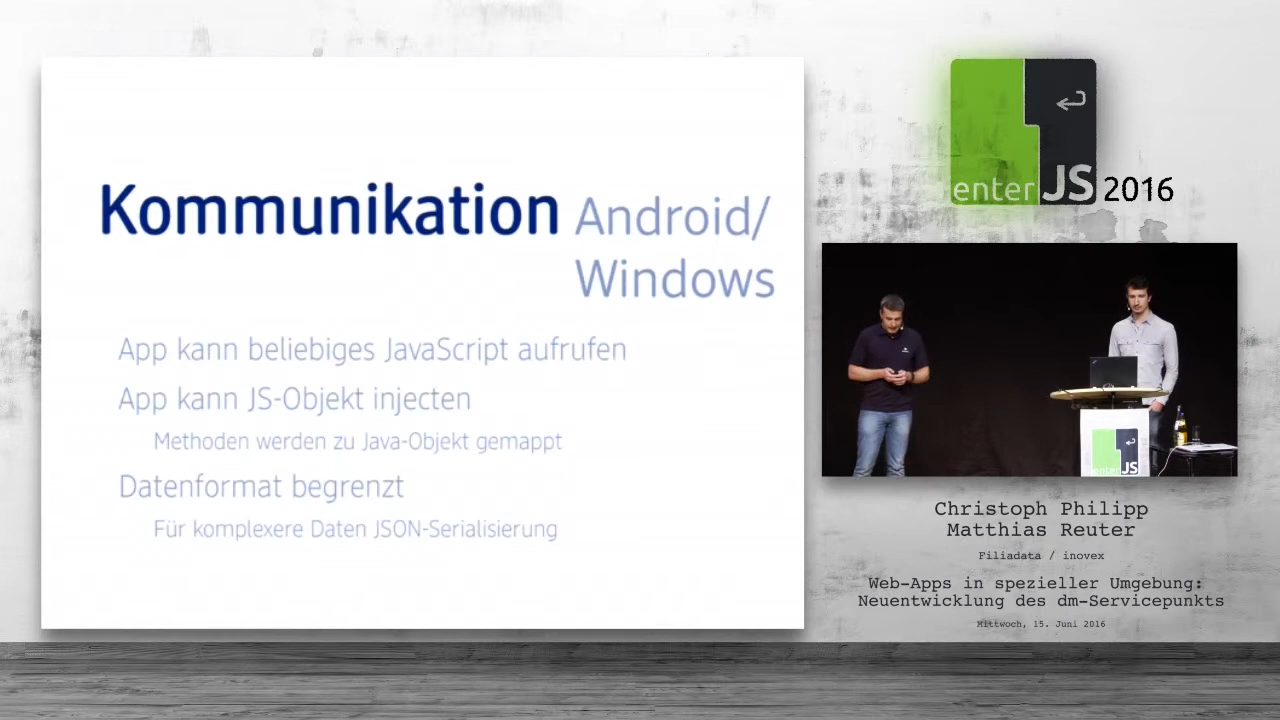 Kommunikation Android/
Windows
App kann beliebiges JavaScript aufrufen
App kann JS-Objekt injecten
Methoden werden zu Java-Objekt gemappt
Datenformat begrenzt
Für komplexere Daten JSON-Serialisierung
enterJS 2016
enterJS
Christoph Philipp
Matthias Reuter
Filiadata / inovex
Web-Apps in spezieller Umgebung:
Neuentwicklung des dm-Servicepunkts
Mittwoch, 15. Juni 2016